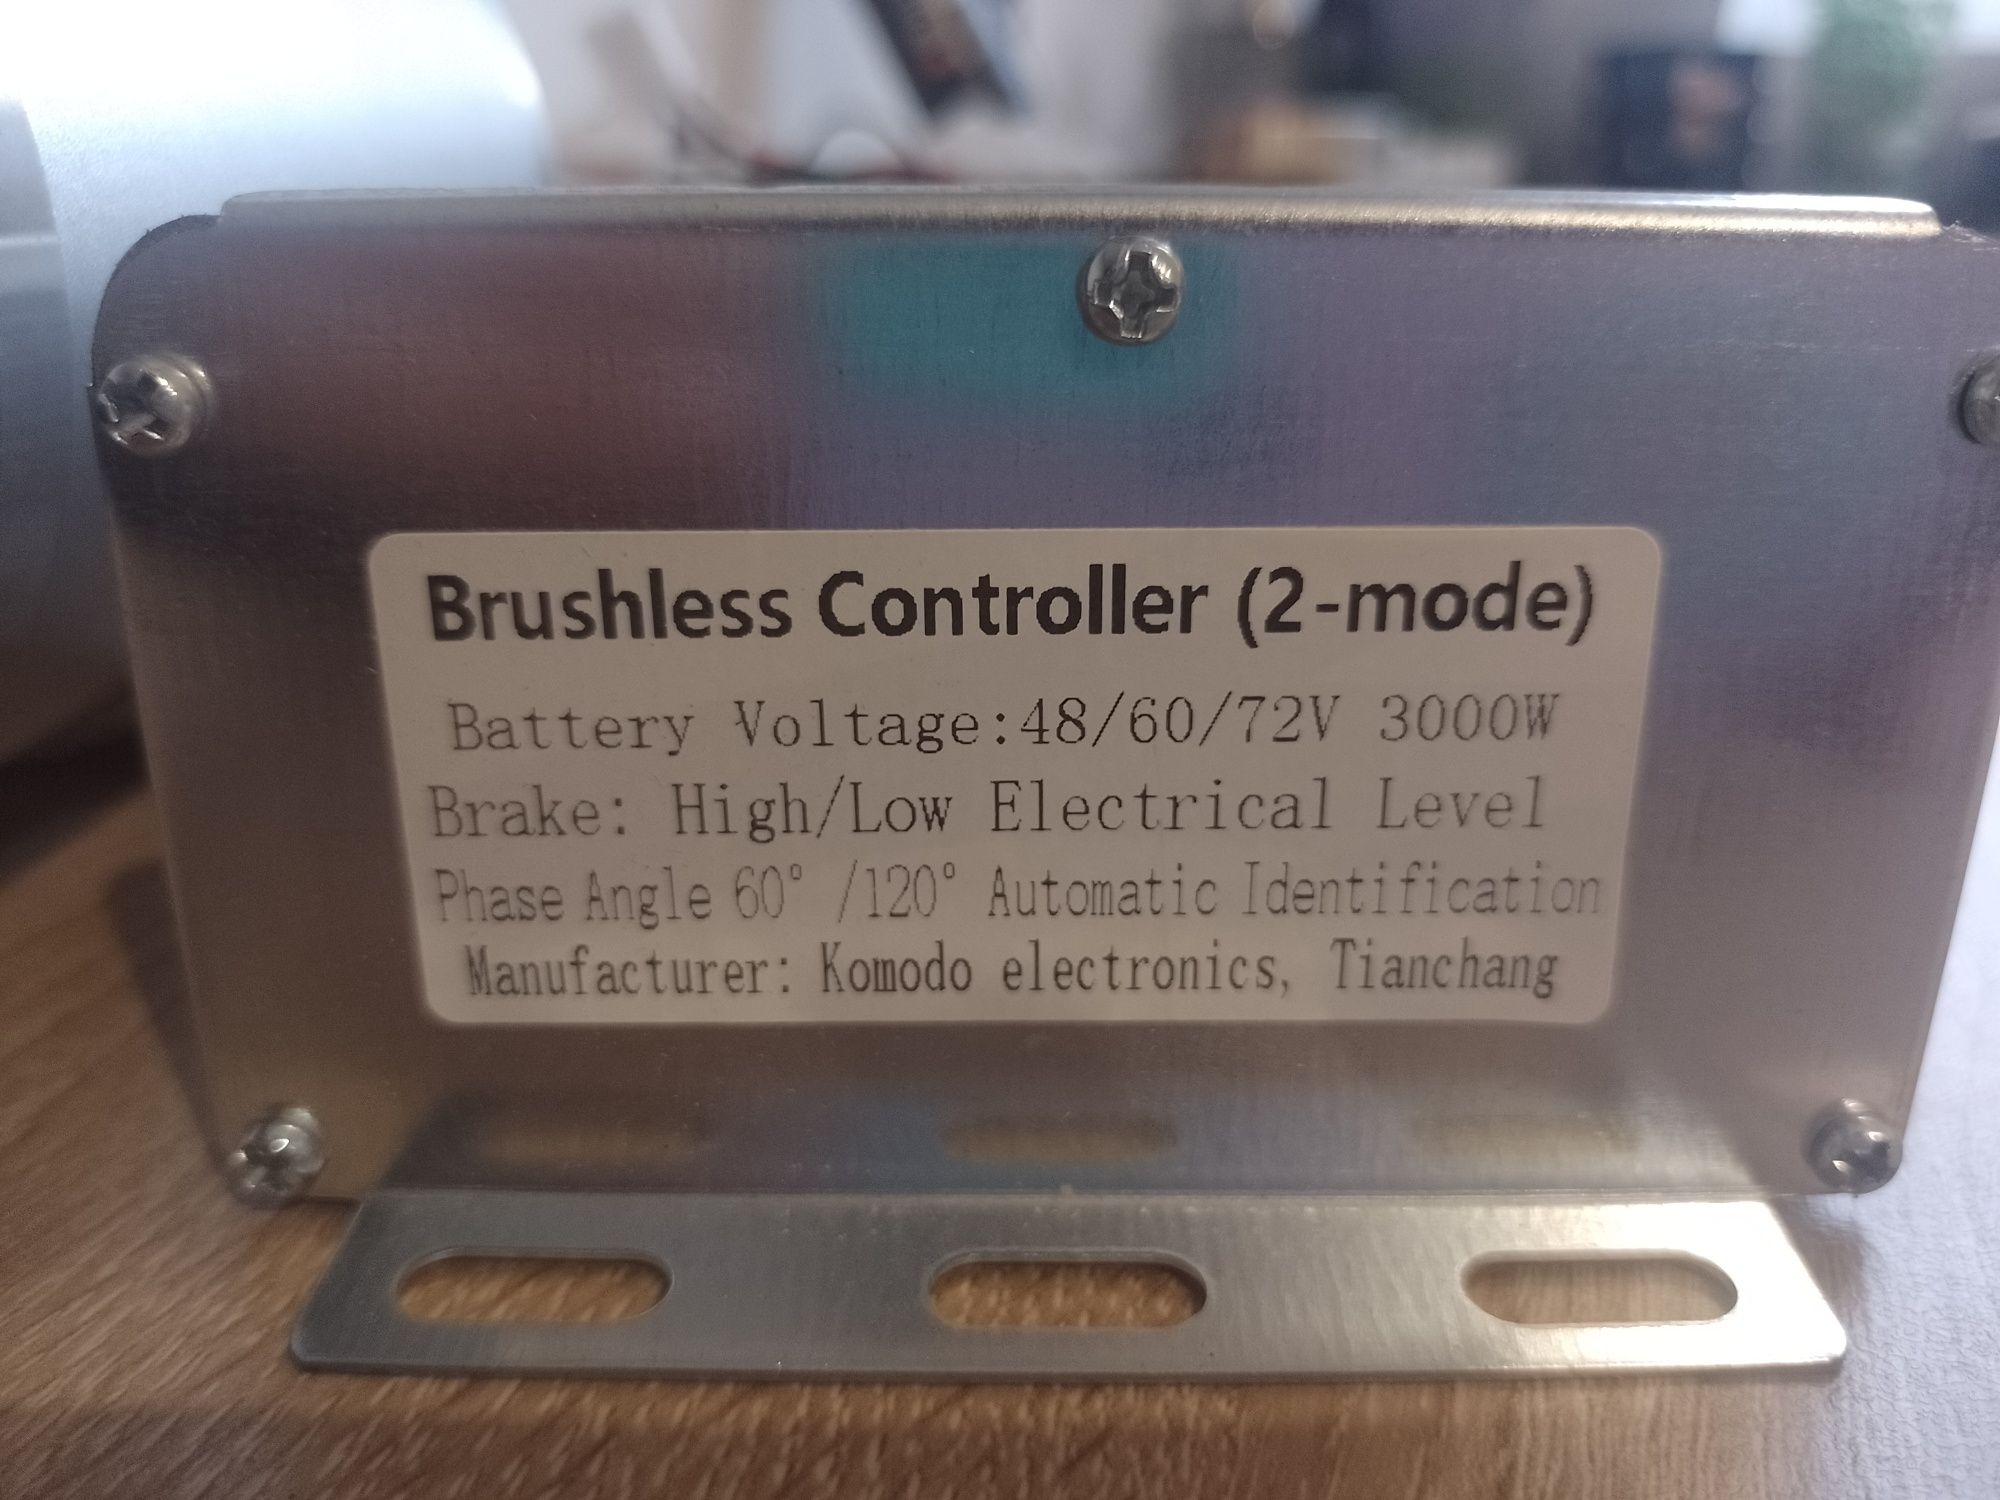 Brushless Controller (2-mode)
Battery Voltage:48/60/72V 3000W
Brake: High/Low Electrical Level
Phase Angle 60° /120° Automatic Identification
Manufacturer: Komodo electronics, Tianchang